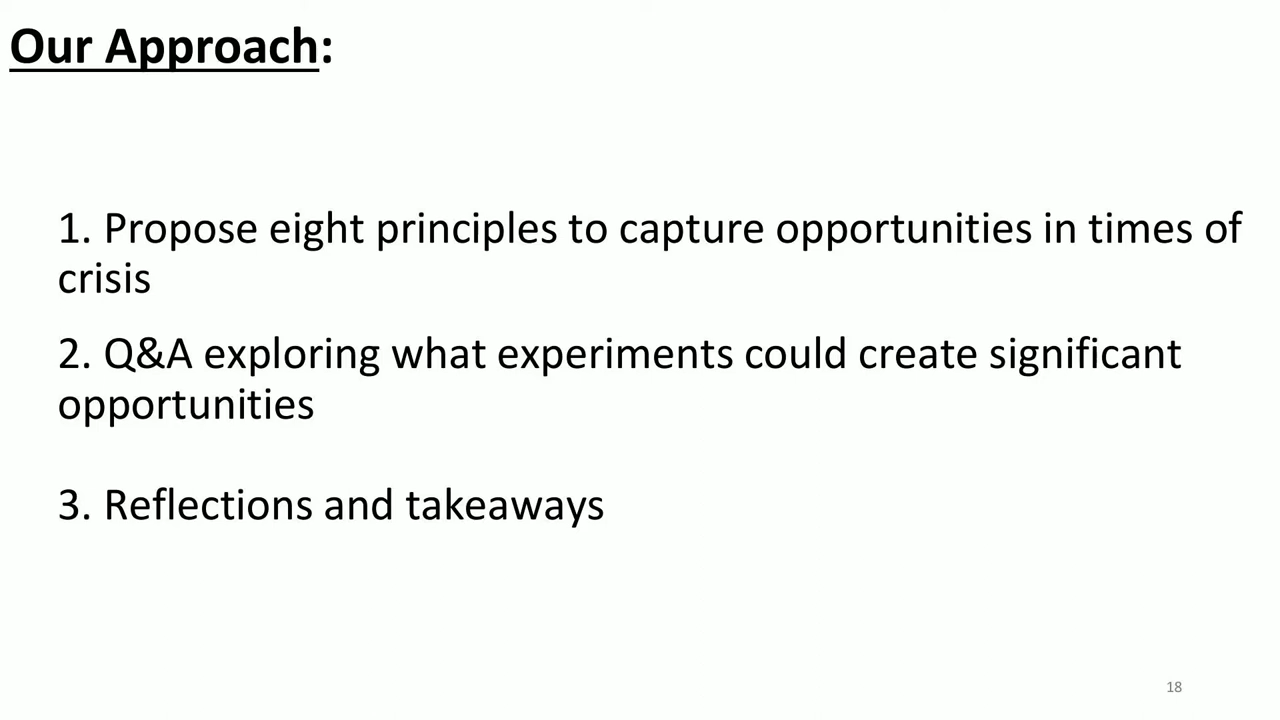 Our Approach:
1. Propose eight principles to capture opportunities in times of
crisis
2. Q&A exploring what experiments could create significant
opportunities
3. Reflections and takeaways
18